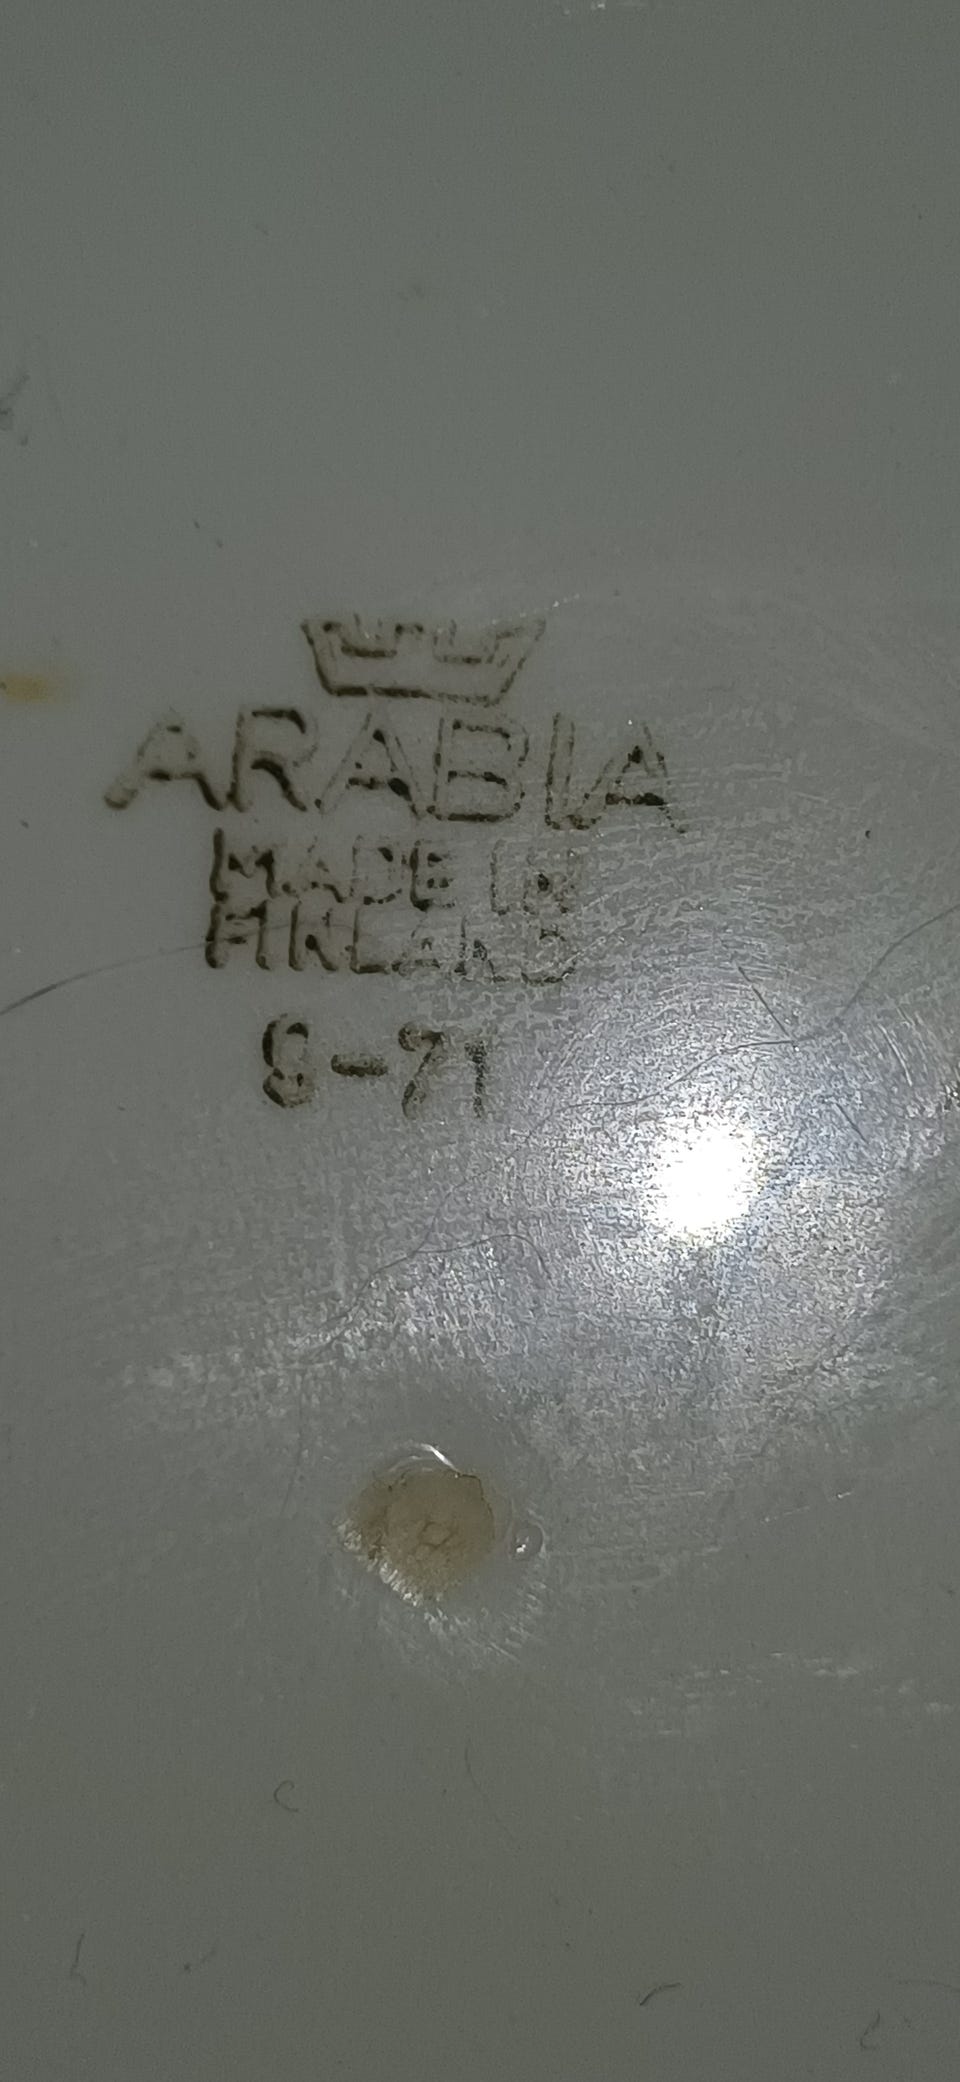 ARABIA
MADE IN
FINLAND
8-71